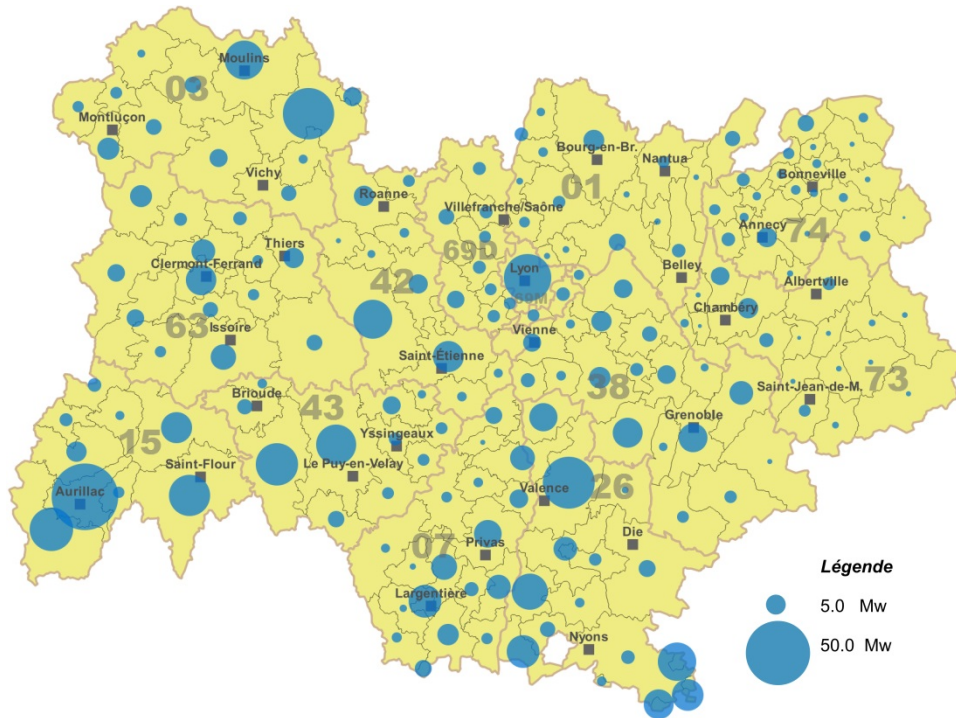 Moulins
03
Montluçon
Vichy
Bourg-en-Br.
Nantua
Bonneville
Roanne
01
Villefranche/Saône
Annecy
74
69D
Thiers
Clermont-Ferrand
42
Lyon
69M
Belley
Albertville
63
Chambéry
Issoire
Vienne
Saint-Étienne
38
73
Saint-Jean-de-M.
Brioude
43
Grenoble
15
Yssingeaux
Saint-Flour
Le Puy-en-Velay
Aurillac
Valence
26
Die
07
Privas
Légende
Largentière
5.0 Mw
Nyons
50.0 Mw